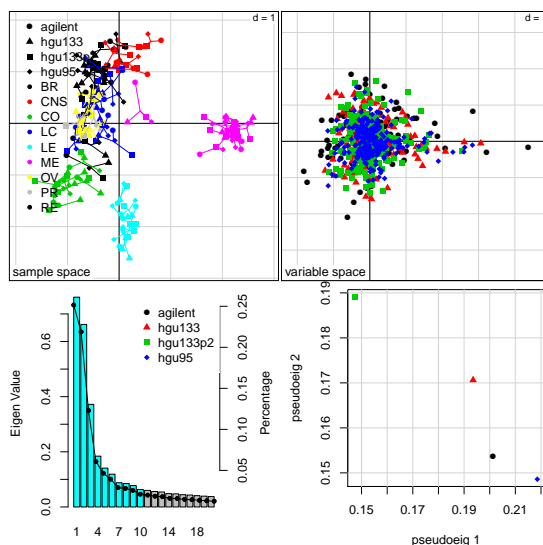 agilent
hgu133
hgu133p
hgu95
BR
CNS
CO
LC
LE
ME
OV
PR
RE
d = 1
sample space
d = 1
variable space
Eigen Value
0.0
0.2
0.4
0.6
1 4 7 10 14 18
0.05
0.10
0.15
0.20
0.25
Percentage
agilent
hgu133
hgu133p2
hgu95
pseudoeig 2
0.19
0.18
0.17
0.16
0.15
0.15 0.17 0.19 0.21
pseudoeig 1